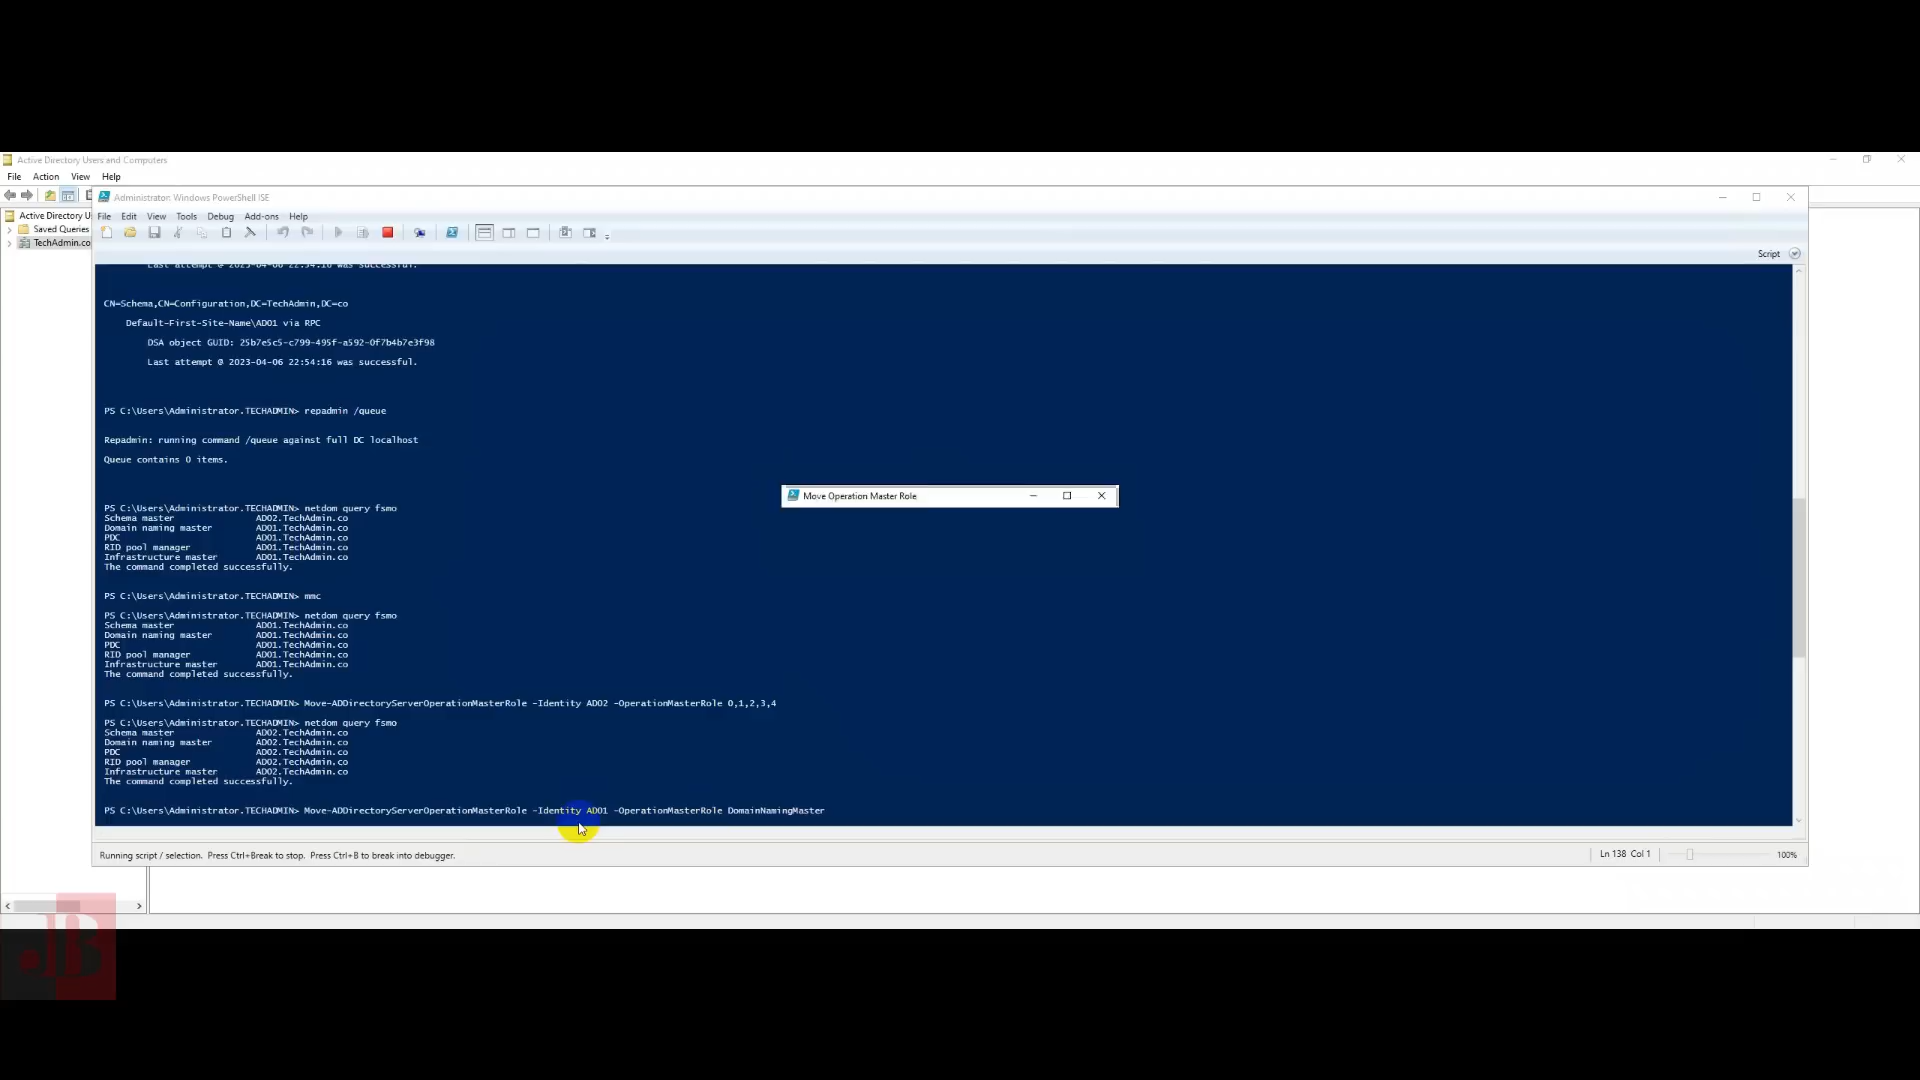 Active Directory Users and Computers
File Action View Help
Administrator: Windows PowerShell ISE
Active Directory U
File Edit View Tools Debug Add-ons Help
Saved Queries
TechAdmin.co
Script
Last attempt @ 2023-04-06 22:54:16 was successful.
CN=Schema,CN=Configuration,DC=TechAdmin,DC=co
Default-First-Site-Name\AD01 via RPC
DSA object GUID: 25b7e5c5-c799-495f-a592-0f7b4b7e3f98
Last attempt @ 2023-04-06 22:54:16 was successful.
PS C:\Users\Administrator.TECHADMIN> repadmin /queue
Repadmin: running command /queue against full DC localhost
Queue contains 0 items.
Move Operation Master Role
PS C:\Users\Administrator.TECHADMIN> netdom query fsmo
Schema master AD02.TechAdmin.co
Domain naming master AD01.TechAdmin.co
PDC AD01.TechAdmin.co
RID pool manager AD01.TechAdmin.co
Infrastructure master AD01.TechAdmin.co
The command completed successfully.
PS C:\Users\Administrator.TECHADMIN> mmc
PS C:\Users\Administrator.TECHADMIN> netdom query fsmo
Schema master AD01.TechAdmin.co
Domain naming master AD01.TechAdmin.co
PDC AD01.TechAdmin.co
RID pool manager AD01.TechAdmin.co
Infrastructure master AD01.TechAdmin.co
The command completed successfully.
PS C:\Users\Administrator.TECHADMIN> Move-ADDirectoryServerOperationMasterRole -Identity AD02 -OperationMasterRole 0,1,2,3,4
PS C:\Users\Administrator.TECHADMIN> netdom query fsmo
Schema master AD02.TechAdmin.co
Domain naming master AD02.TechAdmin.co
PDC AD02.TechAdmin.co
RID pool manager AD02.TechAdmin.co
Infrastructure master AD02.TechAdmin.co
The command completed successfully.
PS C:\Users\Administrator.TECHADMIN> Move-ADDirectoryServerOperationMasterRole -Identity AD01 -OperationMasterRole DomainNamingMaster
Running script / selection. Press Ctrl+Break to stop. Press Ctrl+B to break into debugger.
Ln 138 Col 1
100%